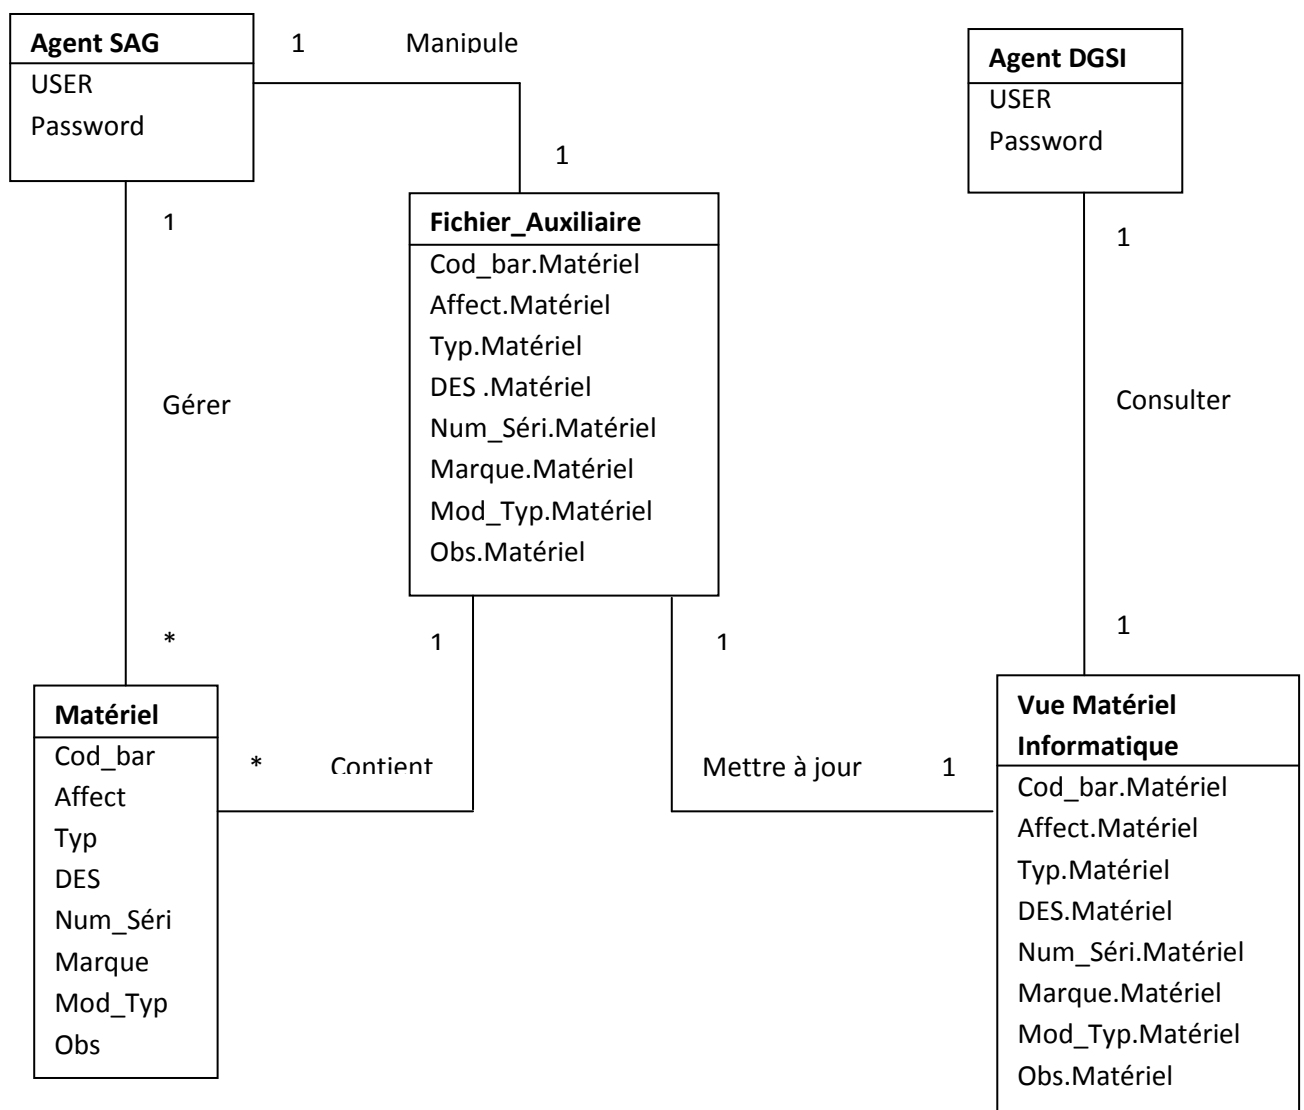 Agent SAG
USER
Password
1 Manipule
1
Agent DGSI
USER
Password
1
Gérer
*
Fichier_Auxiliaire
Cod_bar.Matériel
Affect.Matériel
Typ.Matériel
DES .Matériel
Num_Séri.Matériel
Marque.Matériel
Mod_Typ.Matériel
Obs.Matériel
1
Consulter
1
1
1
Matériel
Cod_bar
Affect
Typ
DES
Num_Séri
Marque
Mod_Typ
Obs
* Contient
Mettre à jour 1
Vue Matériel
Informatique
Cod_bar.Matériel
Affect.Matériel
Typ.Matériel
DES.Matériel
Num_Séri.Matériel
Marque.Matériel
Mod_Typ.Matériel
Obs.Matériel